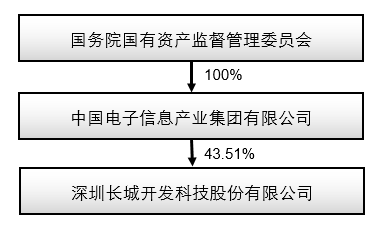 国务院国有资产监督管理委员会
100%
中国电子信息产业集团有限公司
43.51%
深圳长城开发科技股份有限公司